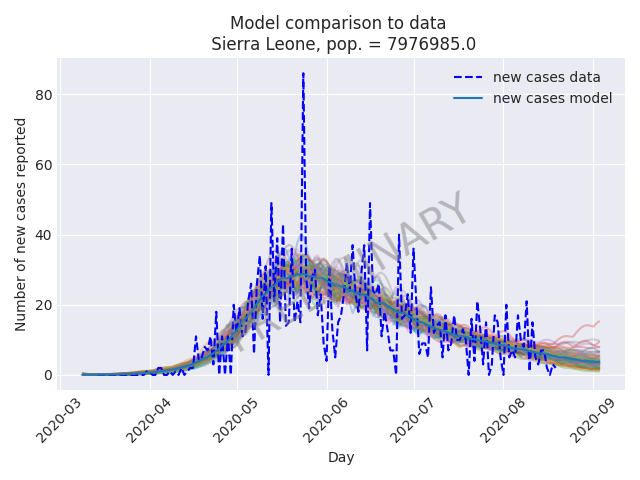 Model comparison to data
Sierra Leone, pop. = 7976985.0
new cases data
new cases model
80
60
40
20
0
Number of new cases reported
PRELIMINARY
2020-03
2020-04
2020-05
2020-06
2020-07
2020-08
2020-09
Day